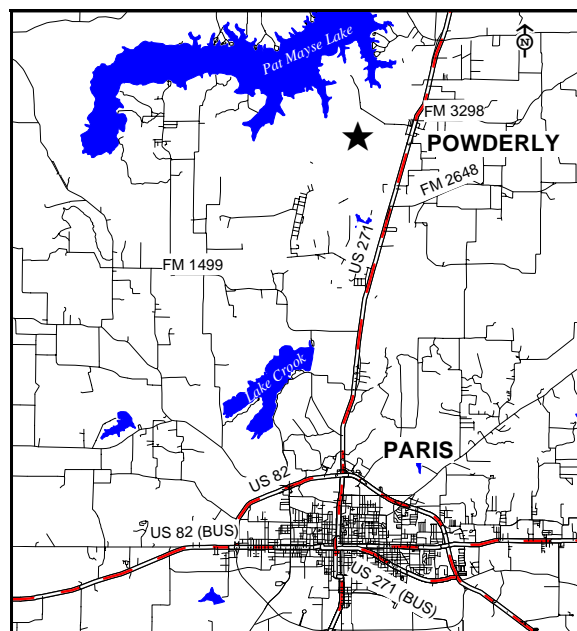 Pat Mayse Lake
N
FM 3298
POWDERLY
FM 2648
US 271
FM 1499
Lake Crook
PARIS
US 82
US 82 (BUS)
US 271 (BUS)